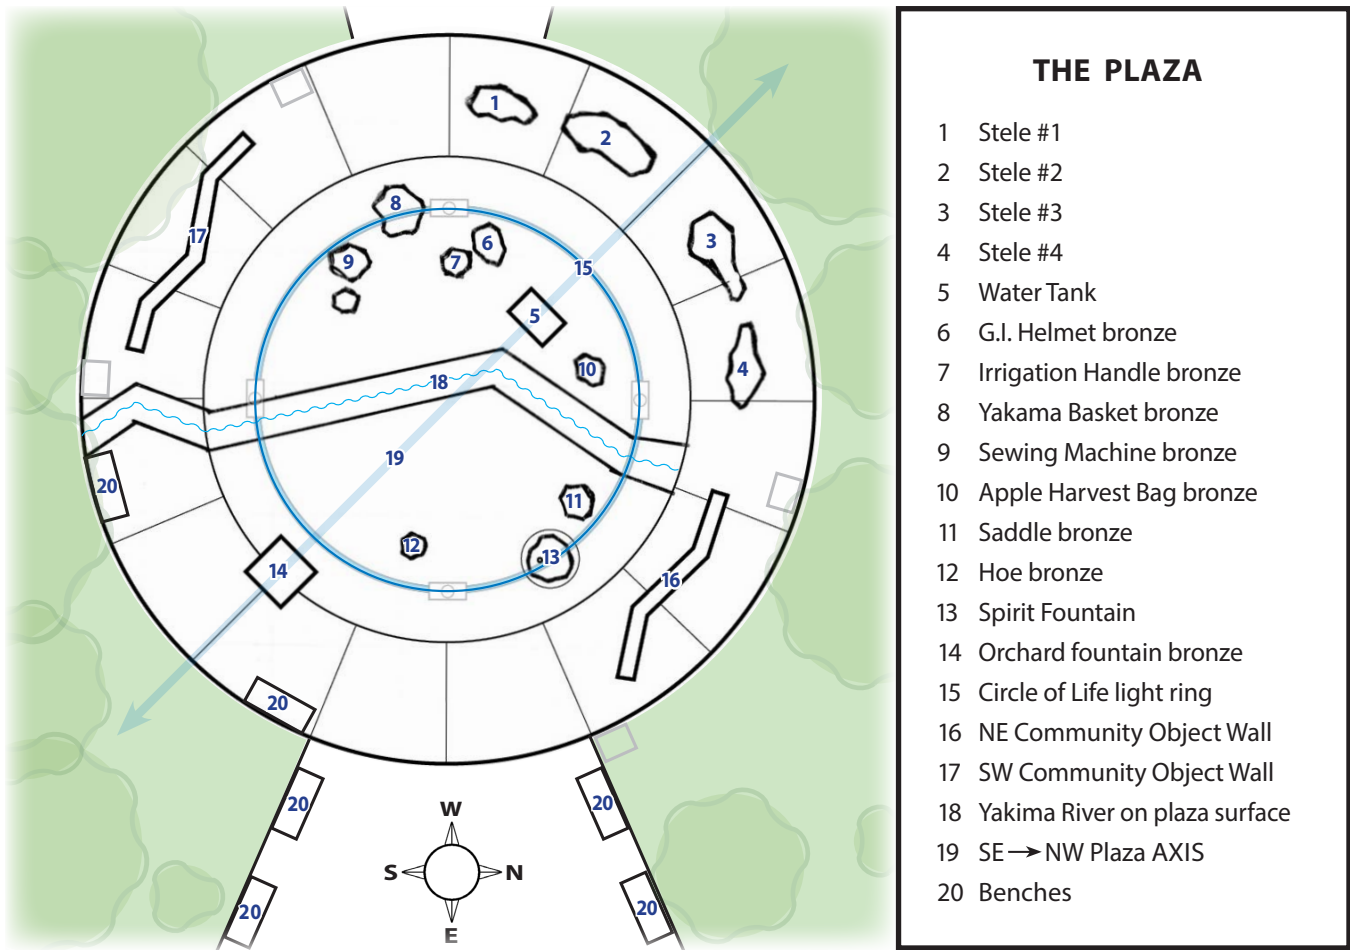 1
2
3
4
5
6
7
8
9
10
11
12
13
14
15
16
17
18
19
20
20
20
20
20
20
W
S
N
E
THE PLAZA
1 Stele #1
2 Stele #2
3 Stele #3
4 Stele #4
5 Water Tank
6 G.I. Helmet bronze
7 Irrigation Handle bronze
8 Yakama Basket bronze
9 Sewing Machine bronze
10 Apple Harvest Bag bronze
11 Saddle bronze
12 Hoe bronze
13 Spirit Fountain
14 Orchard fountain bronze
15 Circle of Life light ring
16 NE Community Object Wall
17 SW Community Object Wall
18 Yakima River on plaza surface
19 SE→NW Plaza AXIS
20 Benches